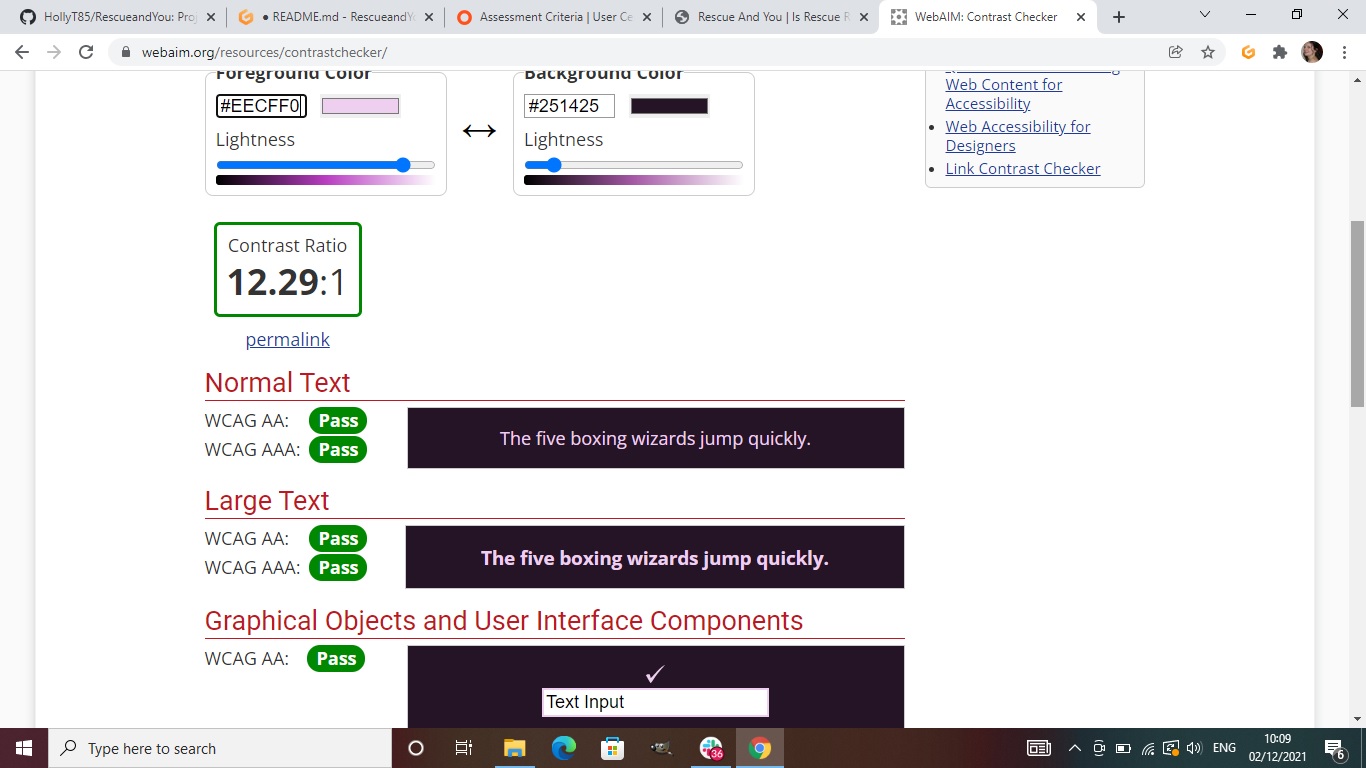 HollyT85/RescueandYou: Proj
● README.md - RescueandYo
Assessment Criteria | User Ce
Rescue And You | Is Rescue R
WebAIM: Contrast Checker
webaim.org/resources/contrastchecker/
Foreground Color
Background Color
#EECFF0
#251425
Lightness
Lightness
Web Content for
Accessibility
Web Accessibility for
Designers
Link Contrast Checker
Contrast Ratio
12.29:1
permalink
Normal Text
WCAG AA: Pass
WCAG AAA: Pass
The five boxing wizards jump quickly.
Large Text
WCAG AA: Pass
WCAG AAA: Pass
The five boxing wizards jump quickly.
Graphical Objects and User Interface Components
WCAG AA: Pass
✓
Text Input
Type here to search
36
ENG
10:09
02/12/2021
6